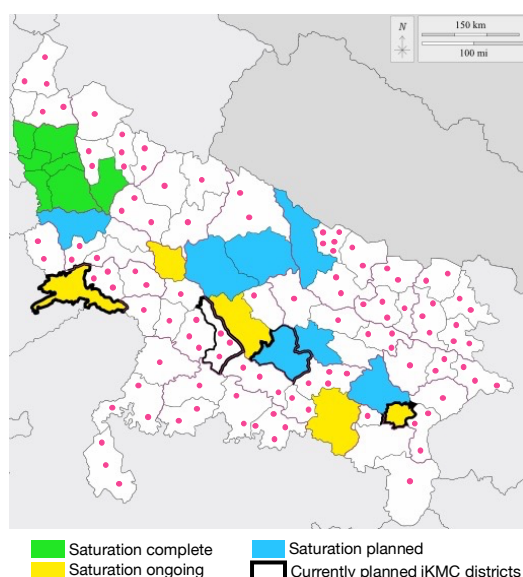 N
150 km
100 mi
Saturation complete
Saturation planned
Saturation ongoing
Currently planned iKMC districts